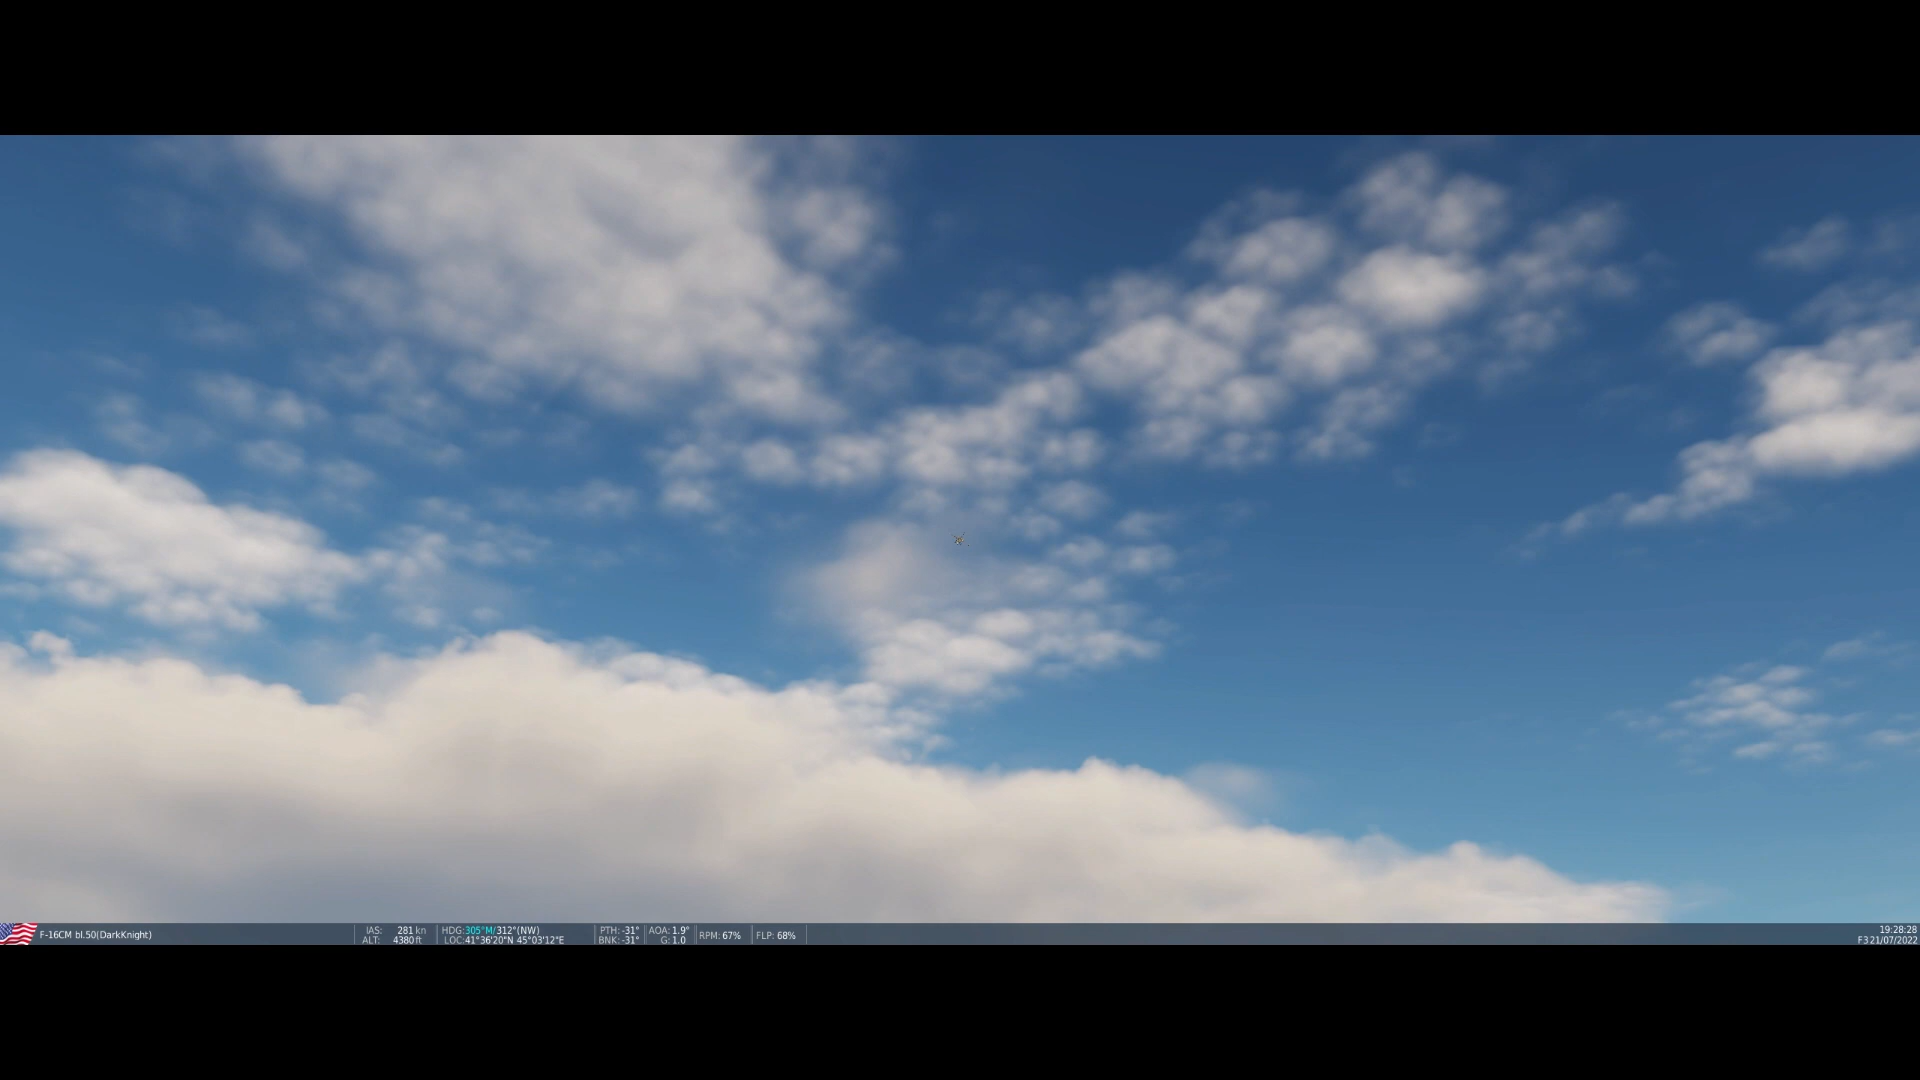 F-16CM bl.50(DarkKnight)
IAS: 281 kn
ALT: 4380 ft
HDG:305°M/312°(NW)
LOC:41°36'20"N 45°03'12"E
PTH: -31°
BNK: -31°
AOA: 1.9°
G: 1.0
RPM: 67%
FLP: 68%
19:28:28
F3 21/07/2022